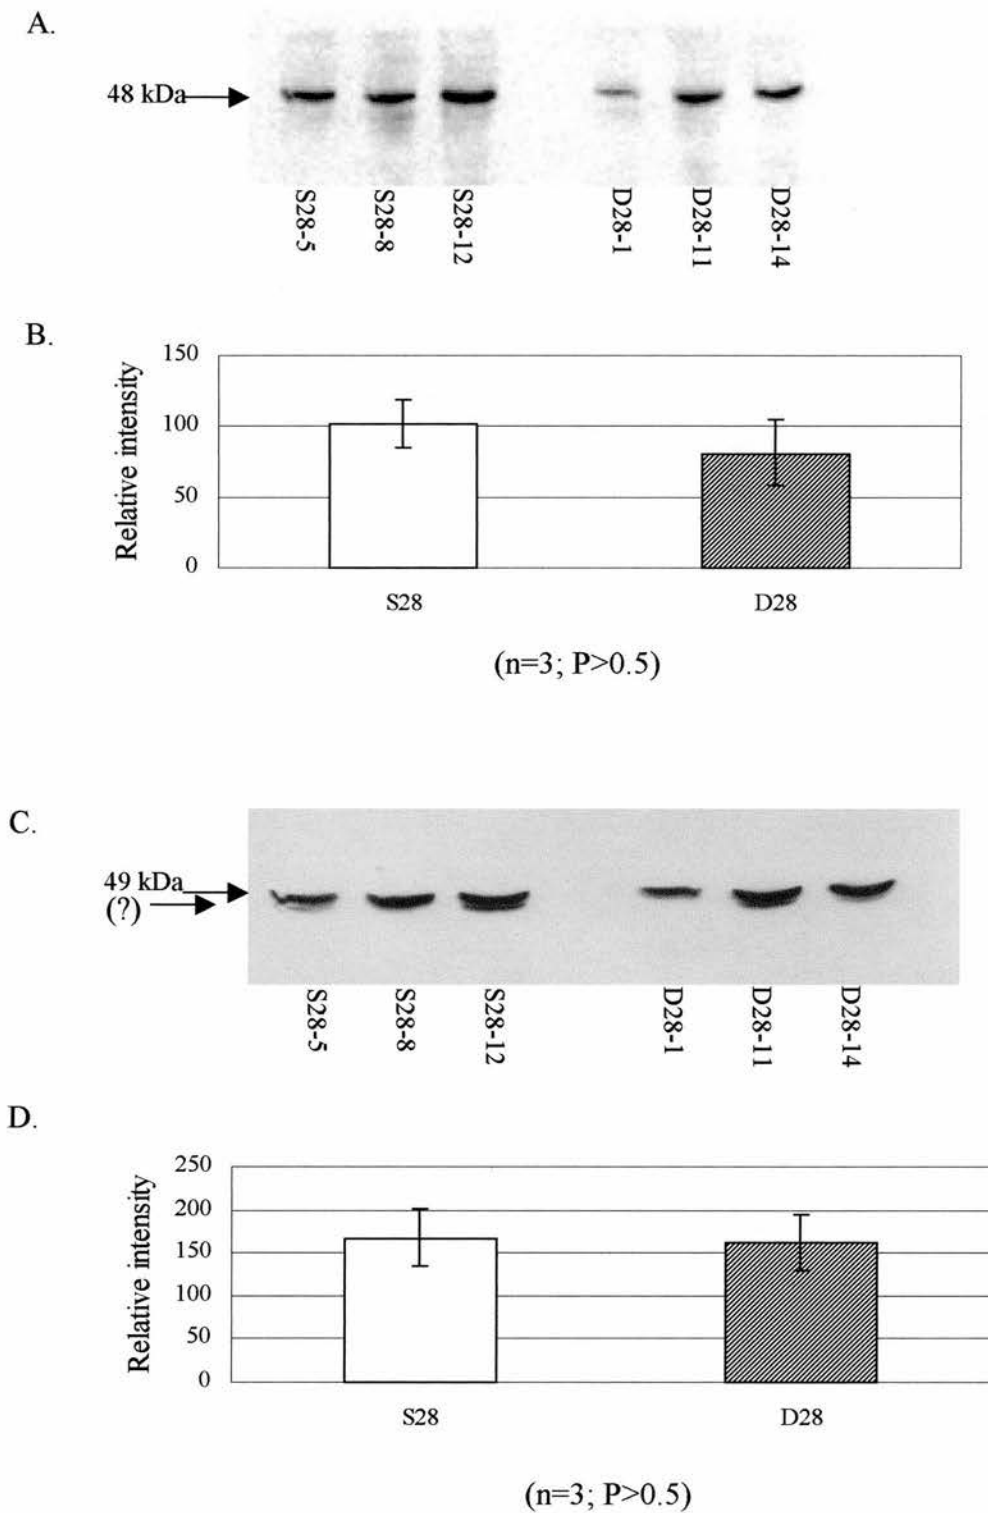 A.
48 kDa
S28-5 S28-8 S28-12 D28-1 D28-11 D28-14
B.
Relative intensity
150
100
50
0
S28 D28
(n=3; P>0.5)
C.
49 kDa
(?)
S28-5 S28-8 S28-12 D28-1 D28-11 D28-14
D.
Relative intensity
250
200
150
100
50
0
S28 D28
(n=3; P>0.5)